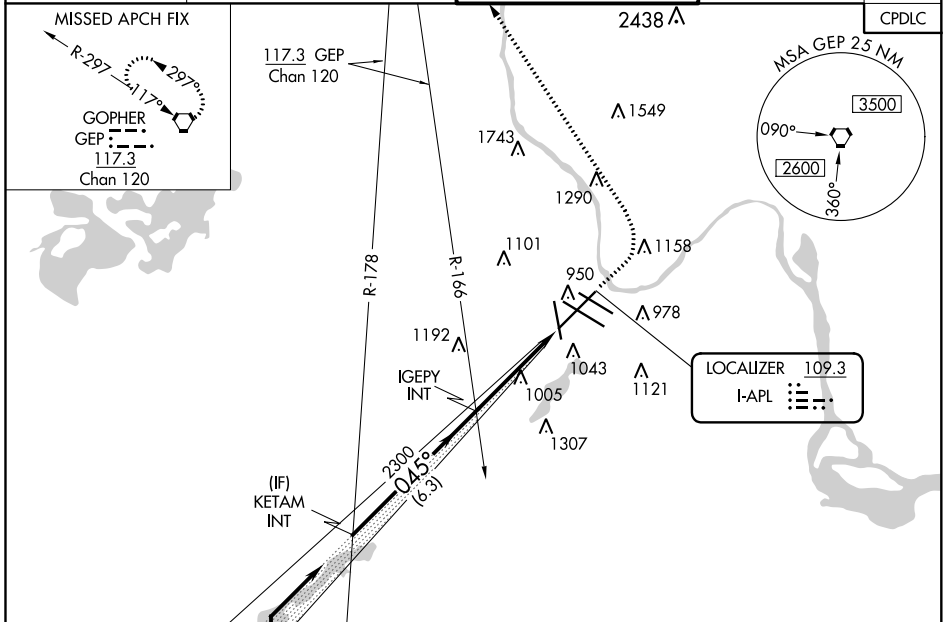 MISSED APCH FIX
R-297
297°
117°
GOPHER
GEP
117.3
Chan 120
117.3 GEP
Chan 120
2438
CPDLC
MSA GEP 25 NM
3500
090°
2600
360°
1549
1743
1290
1158
1101
R-178
R-166
950
978
1192
1043
1121
1005
IGEPY
INT
LOCALIZER 109.3
I-APL
1307
2300
045°
(6.3)
(IF)
KETAM
INT